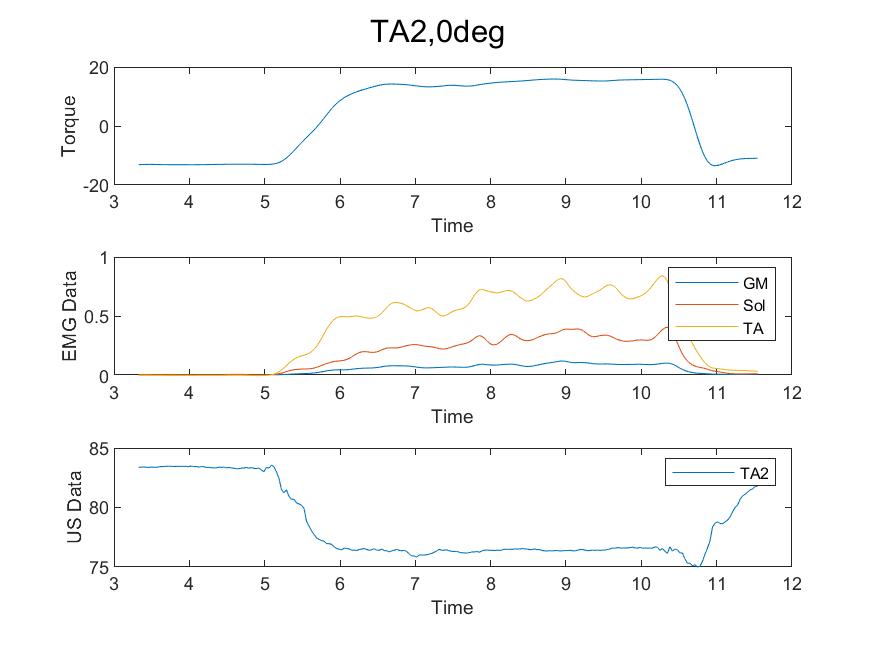 TA2,0deg
20
0
-20
Torque
3 4 5 6 7 8 9 10 11 12
Time
1
0.5
0
EMG Data
GM
Sol
TA
3 4 5 6 7 8 9 10 11 12
Time
85
80
75
US Data
TA2
3 4 5 6 7 8 9 10 11 12
Time